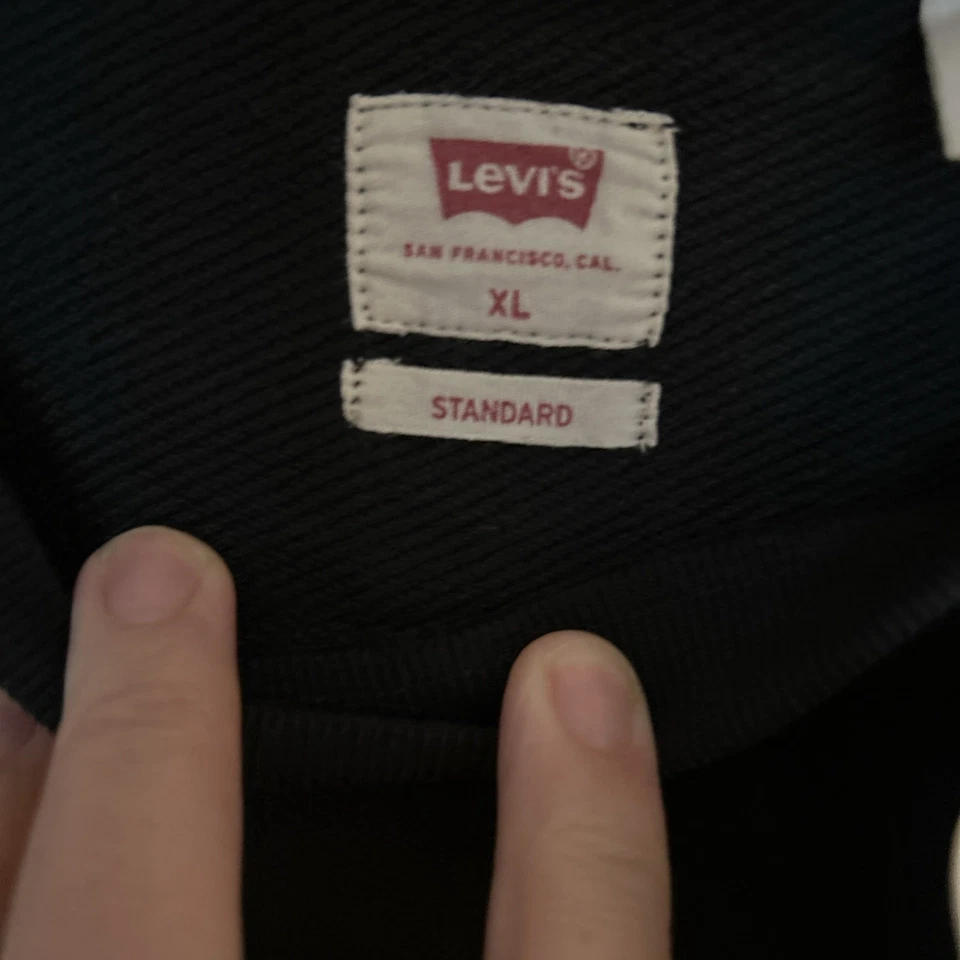 Levi's®
SAN FRANCISCO, CAL.
XL
STANDARD